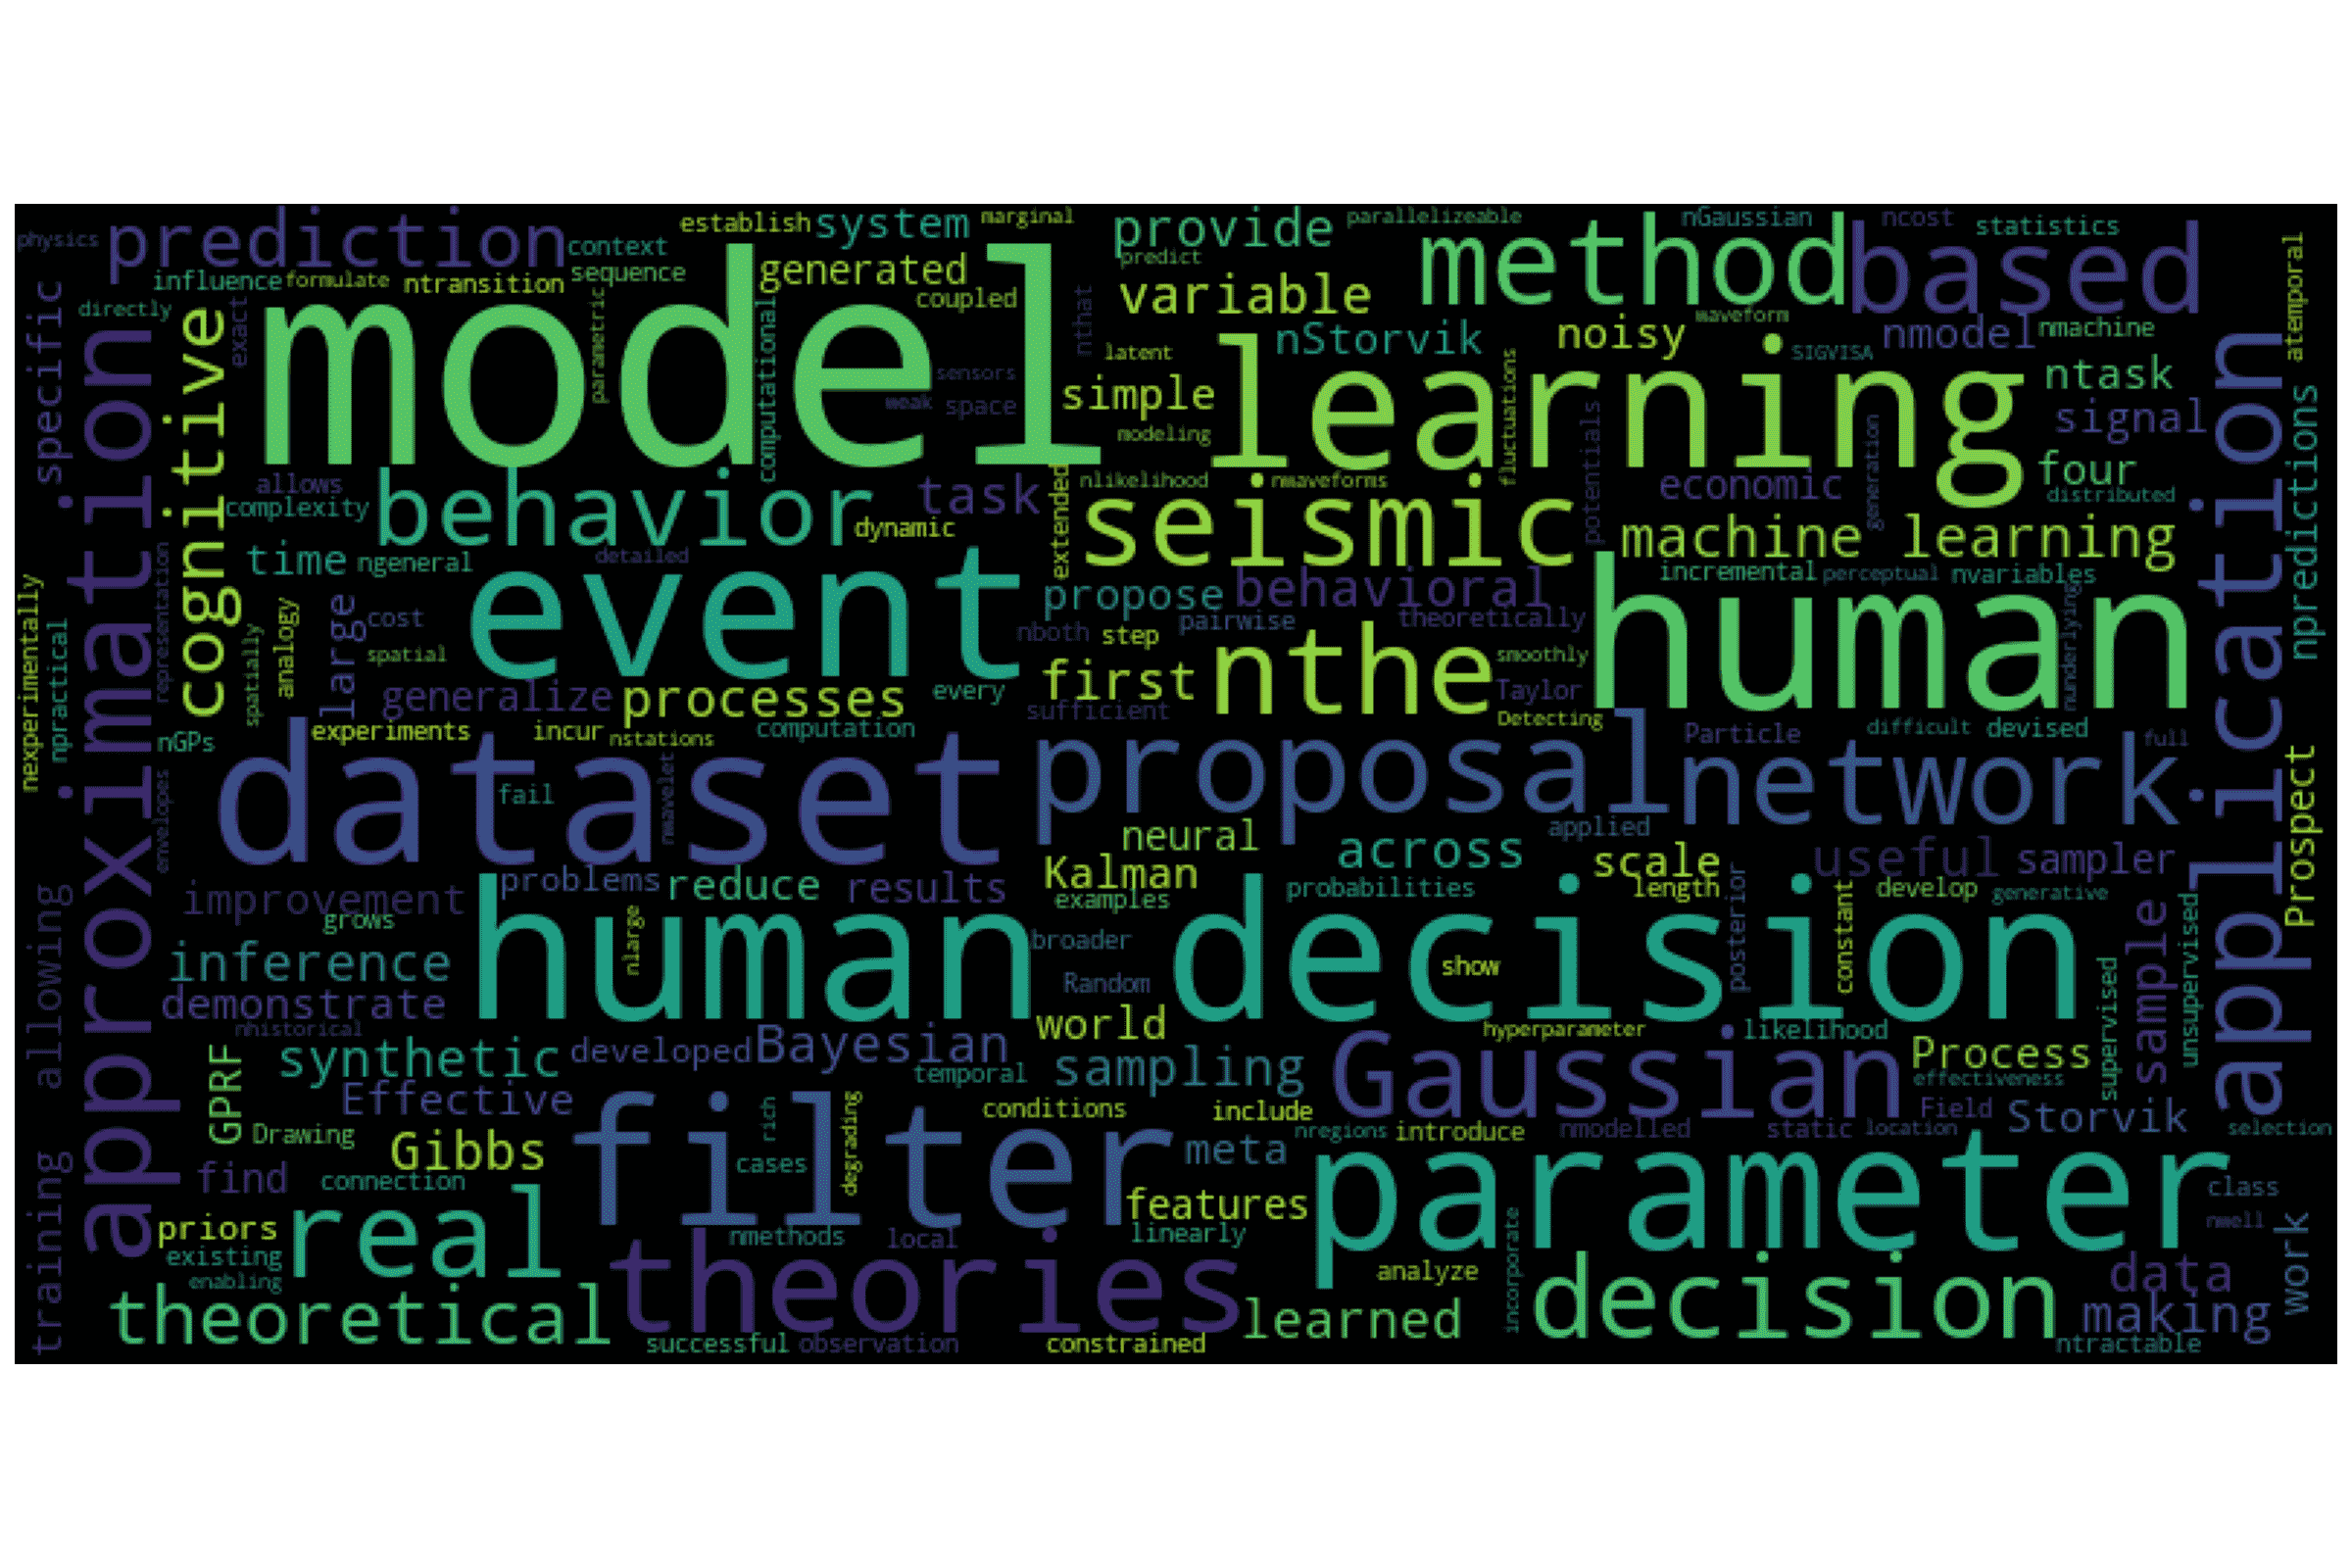 physics
prediction
context
establish
system
marginal
provide
parallelizeable
nGaussian
ncost
statistics
method
based
influence
formulate
ntransition
sequence
generated
predict
variable
coupled
directly
specific
cognitive
exact
model
parametric
computational
nthat
nStorvik
noisy
waveform
SIGVISA
nmodel
nmachine
atemporal
latent
learning
sensors
weak
space
simple
modeling
fluctuations
potentials
generation
ntask
signal
npredictions
approximation
application
allows
complexity
behavior
task
dynamic
extended
nlikelihood
nwaveforms
seismic
economic
four
distributed
machine learning
time
ngeneral
detailed
event
human
incremental
perceptual
nvariables
propose
behavioral
pairwise
theoretically
nexperimentally
npractical
representation
spatially
analogy
large
cost
spatial
nboth
step
nthe
smoothly
nunderlying
generalize
processes
every
first
Taylor
sufficient
Detecting
nGPs
experiments
incur
nstations
computation
Particle
difficult
devised
full
Prospect
envelopes
dataset
fail
nwavelet
proposal
network
neural
applied
across
scale
useful
sampler
improvement
grows
problems
reduce
results
Kalman
examples
probabilities
length
develop
generative
allowing
inference
human decision
nlarge
broader
show
posterior
constant
unsupervised
demonstrate
nhistorical
Random
world
hyperparameter
likelihood
supervised
sample
GPRF
synthetic
developed
Bayesian
temporal
sampling
Gaussian
Process
effectiveness
Effective
Drawing
filter
rich
degrading
conditions
include
nregions
introduce
nmodelled
static
location
Field
Storvik
selection
training
find
connection
Gibbs
cases
meta
features
parameter
class
nwell
priors
existing
enabling
real
nmethods
local
linearly
analyze
incorporate
data
work
theoretical
theories
learned
decision
making
successful
observation
constrained
ntractable